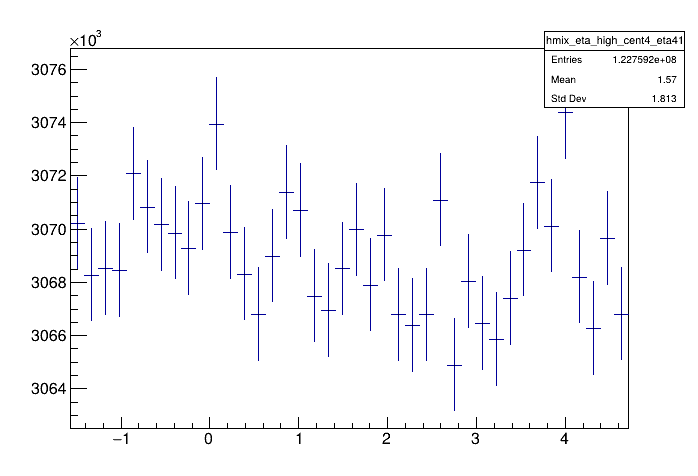 ×10³
hmix_eta_high_cent4_eta41
Entries 1.227592e+08
Mean 1.57
Std Dev 1.813
3076
3074
3072
3070
3068
3066
3064
−1 0 1 2 3 4